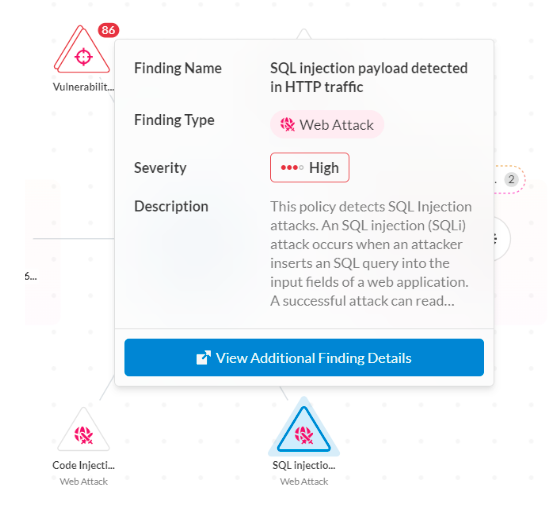 86
Vulnerabilit...
Finding Name
SQL injection payload detected
in HTTP traffic
Finding Type
Web Attack
Severity
High
Description
This policy detects SQL Injection
attacks. An SQL injection (SQLi)
attack occurs when an attacker
inserts an SQL query into the
input fields of a web application.
A successful attack can read...
View Additional Finding Details
. 2
6...
Code Injecti...
Web Attack
SQL injectio...
Web Attack